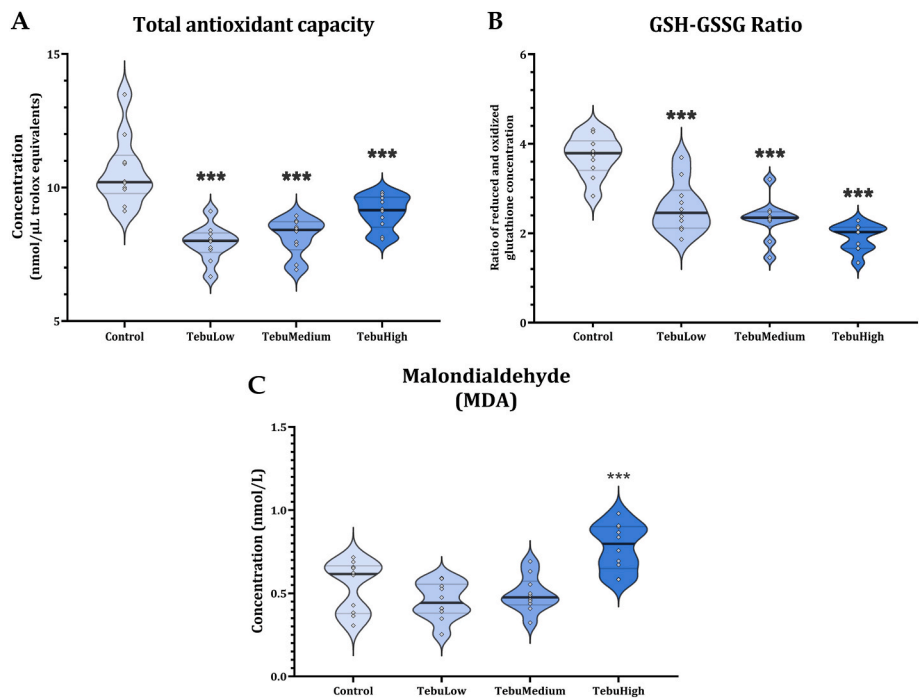 A
Total antioxidant capacity
Concentration
(nmol/µL trolox equivalents)
15
10
5
***
***
***
Control
TebuLow
TebuMedium
TebuHigh
B
GSH-GSSG Ratio
Ratio of reduced and oxidized
glutathione concentration
6
4
2
0
***
***
***
Control
TebuLow
TebuMedium
TebuHigh
C
Malondialdehyde
(MDA)
Concentration (nmol/L)
1.5
1.0
0.5
0.0
***
Control
TebuLow
TebuMedium
TebuHigh